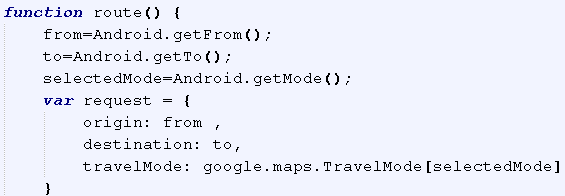 function route() {
    from=Android.getFrom();
    to=Android.getTo();
    selectedMode=Android.getMode();
    var request = {
        origin: from ,
        destination: to,
        travelMode: google.maps.TravelMode[selectedMode]
    }